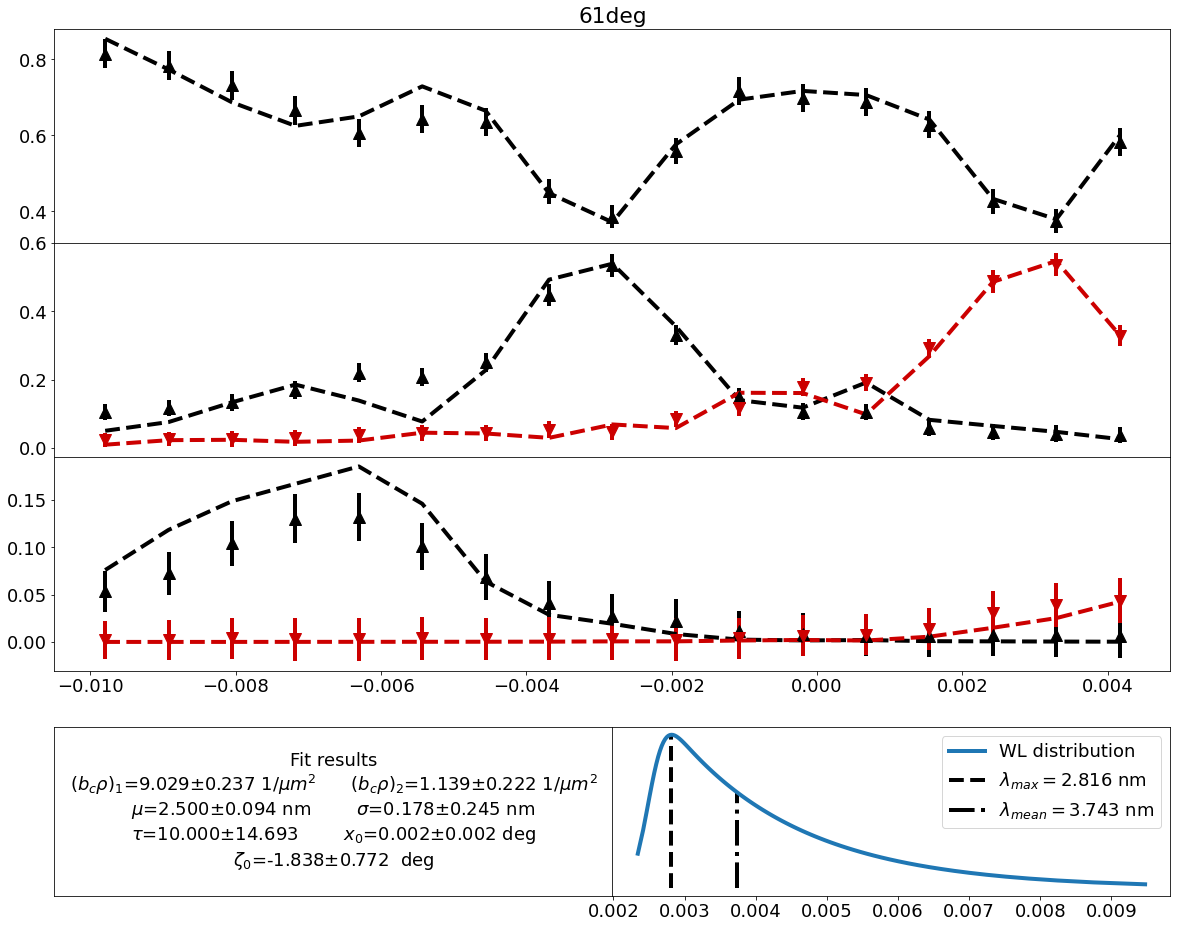 61deg
0.8
0.6
0.4
0.6
0.4
0.2
0.0
0.15
0.10
0.05
0.00
−0.010 −0.008 −0.006 −0.004 −0.002 0.000 0.002 0.004
Fit results
(b_cρ)_1=9.029±0.237 1/μm^2 (b_cρ)_2=1.139±0.222 1/μm^2
μ=2.500±0.094 nm σ=0.178±0.245 nm
τ=10.000±14.693 x_0=0.002±0.002 deg
ζ_0=-1.838±0.772 deg
WL distribution
λ_max = 2.816 nm
λ_mean = 3.743 nm
0.002 0.003 0.004 0.005 0.006 0.007 0.008 0.009